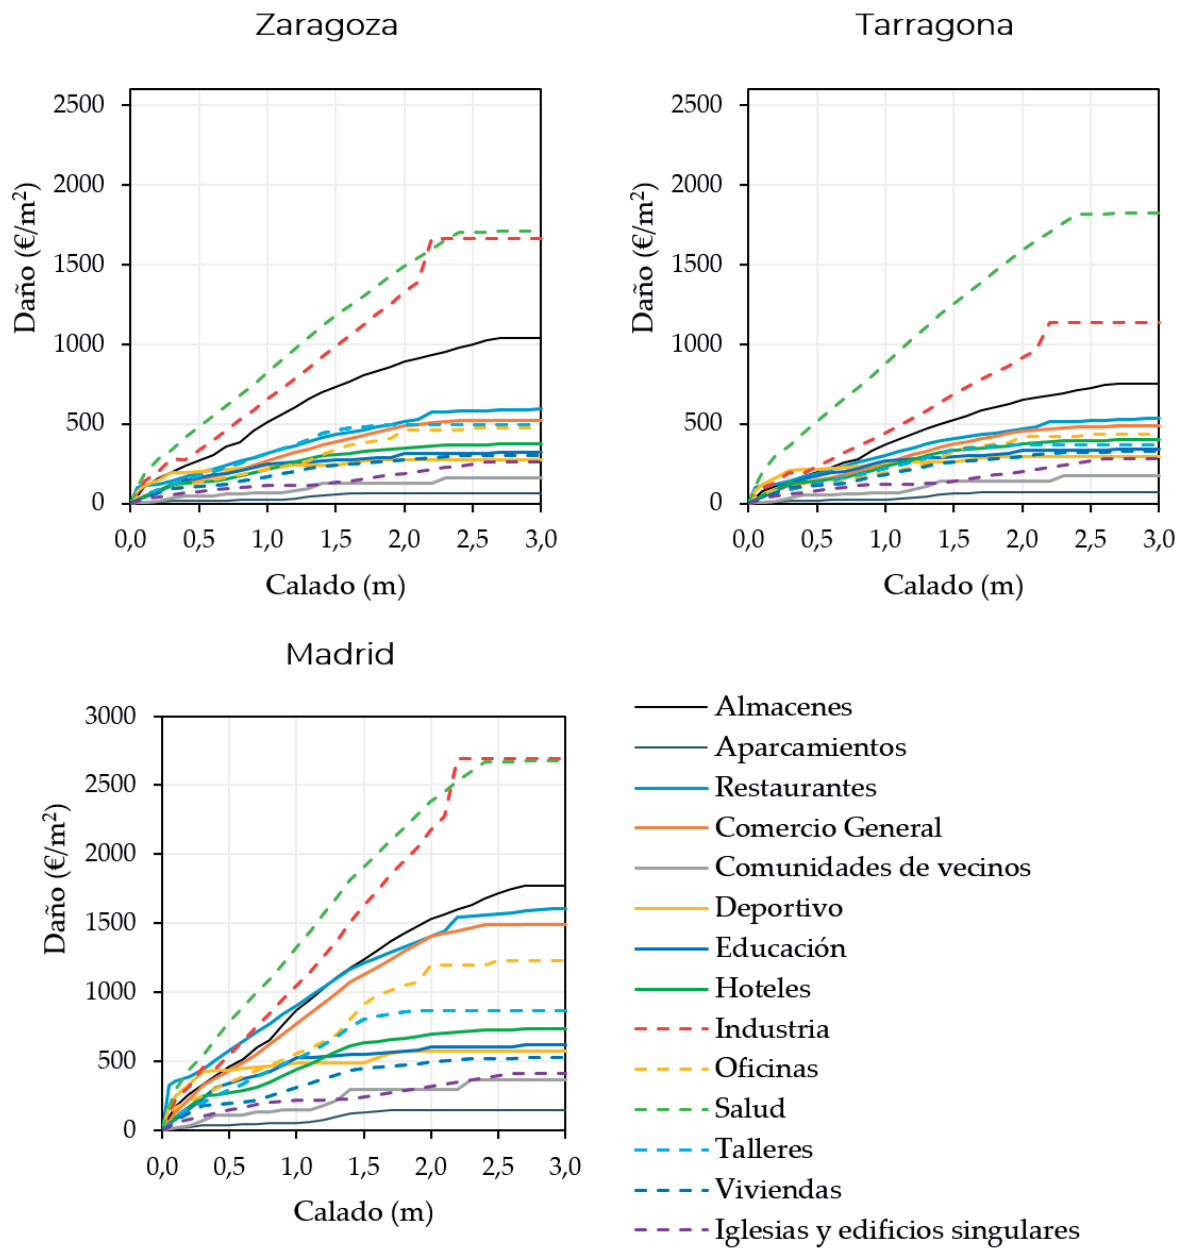 Zaragoza
Tarragona
2500
2000
1500
1000
500
0
Daño (€/m²)
0,0 0,5 1,0 1,5 2,0 2,5 3,0
Calado (m)
2500
2000
1500
1000
500
0
Daño (€/m²)
0,0 0,5 1,0 1,5 2,0 2,5 3,0
Calado (m)
Madrid
3000
2500
2000
1500
1000
500
0
Daño (€/m²)
0,0 0,5 1,0 1,5 2,0 2,5 3,0
Calado (m)
Almacenes
Aparcamientos
Restaurantes
Comercio General
Comunidades de vecinos
Deportivo
Educación
Hoteles
Industria
Oficinas
Salud
Talleres
Viviendas
Iglesias y edificios singulares